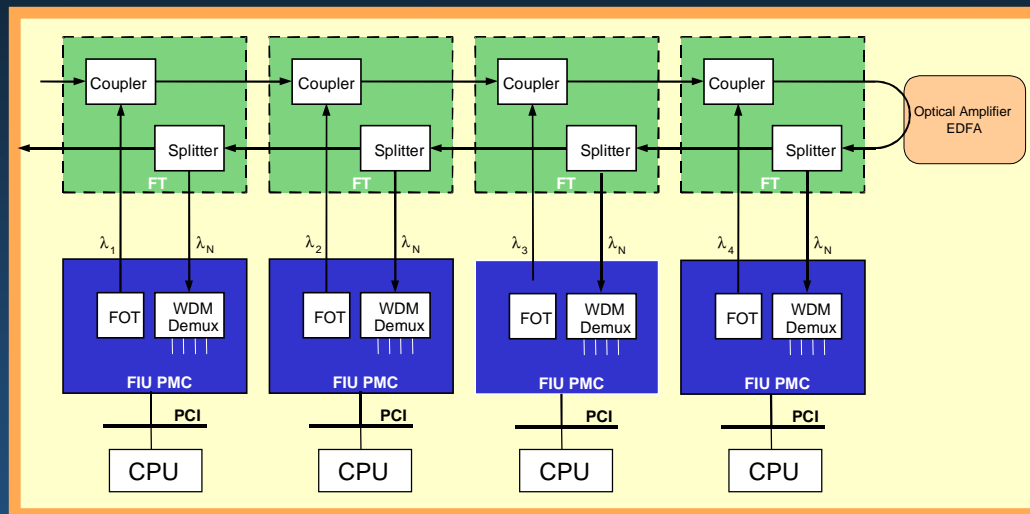 Coupler
Coupler
Coupler
Coupler
Optical Amplifier
EDFA
Splitter
Splitter
Splitter
Splitter
FT
FT
FT
FT
λ1
λN
λ2
λN
λ3
λN
λ4
λN
FOT
WDM
Demux
FOT
WDM
Demux
FOT
WDM
Demux
FOT
WDM
Demux
FIU PMC
FIU PMC
FIU PMC
FIU PMC
PCI
PCI
PCI
PCI
CPU
CPU
CPU
CPU